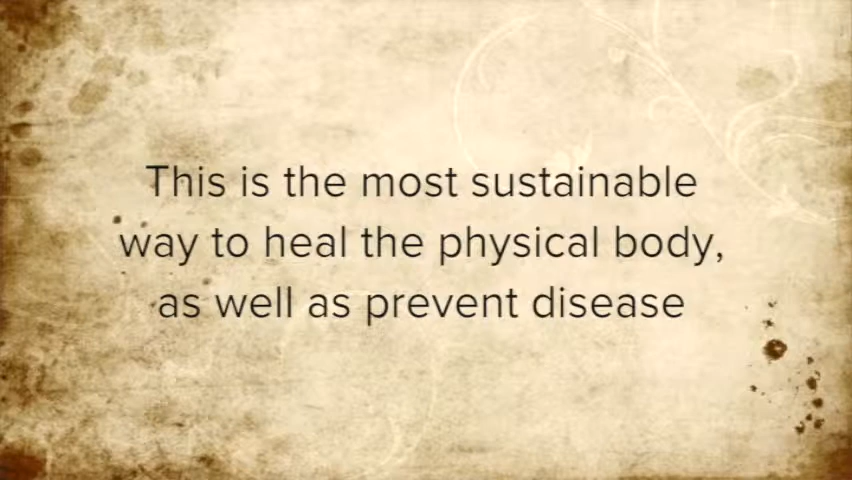 This is the most sustainable
way to heal the physical body,
as well as prevent disease